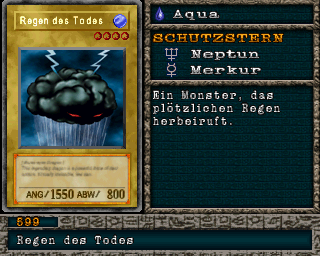 Regen des Todes
ANG/ 1550 ABW/ 800
Aqua
SCHUTZSTERN
Neptun
Merkur
Ein Monster, das
plötzlichen Regen
herbeiruft.
599
Regen des Todes